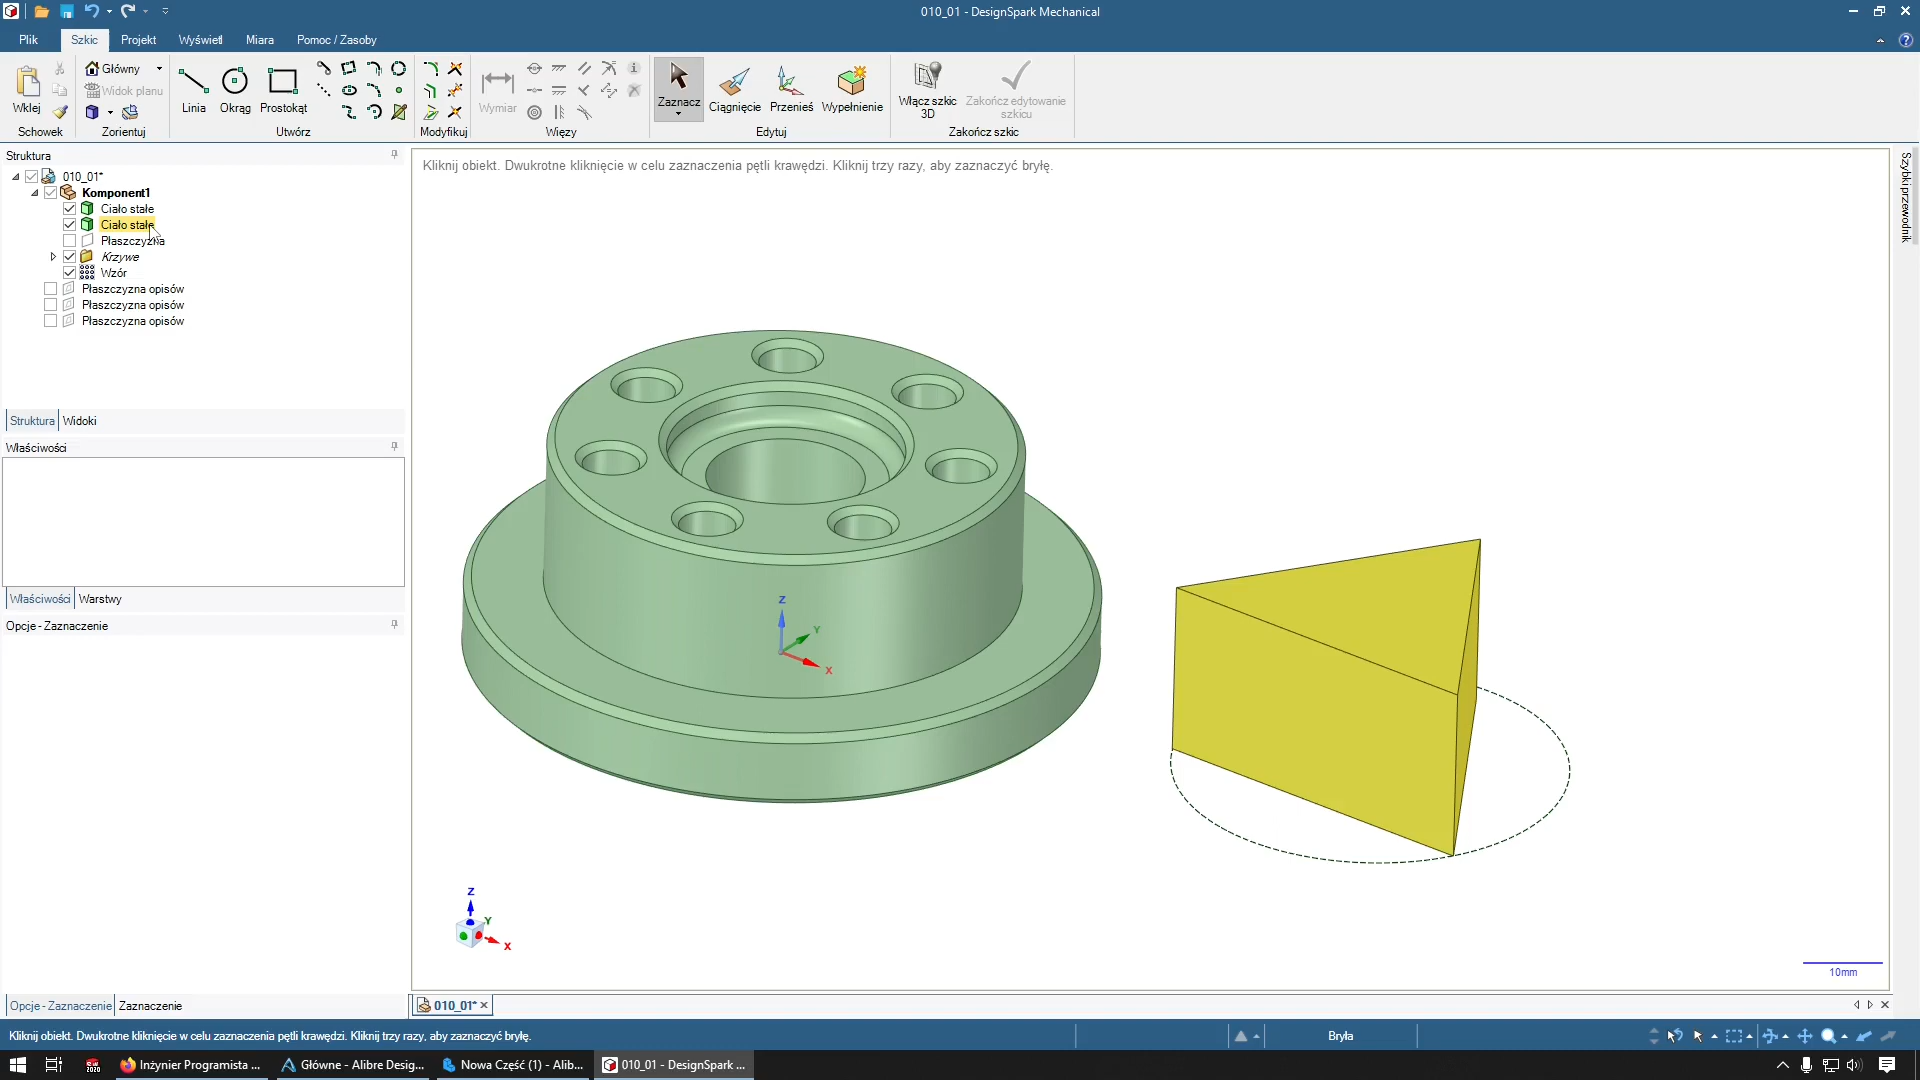 010_01 - DesignSpark Mechanical
Plik
Szkic
Projekt
Wyświetl
Miara
Pomoc / Zasoby
Wklej
Główny
Widok planu
Linia
Okrąg
Prostokąt
Wymiar
Zaznacz
Ciągnięcie
Przenieś
Wypełnienie
Włącz szkic
3D
Zakończ edytowanie
szkicu
Schowek
Zorientuj
Utwórz
Modyfikuj
Więzy
Edytuj
Zakończ szkic
Struktura
010_01*
Komponent1
Ciało stałe
Ciało stałe
Płaszczyzna
Krzywe
Wzór
Płaszczyzna opisów
Płaszczyzna opisów
Płaszczyzna opisów
Struktura
Widoki
Właściwości
Właściwości
Warstwy
Opcje - Zaznaczenie
Opcje - Zaznaczenie
Zaznaczenie
Kliknij obiekt. Dwukrotne kliknięcie w celu zaznaczenia pętli krawędzi. Kliknij trzy razy, aby zaznaczyć bryłę.
Szybki przewodnik
Z
Y
X
Z
Y
X
10mm
010_01*
Kliknij obiekt. Dwukrotne kliknięcie w celu zaznaczenia pętli krawędzi. Kliknij trzy razy, aby zaznaczyć bryłę.
Bryła
2020
Inżynier Programista ...
Główne - Alibre Desig...
Nowa Część (1) - Alib...
010_01 - DesignSpark ...